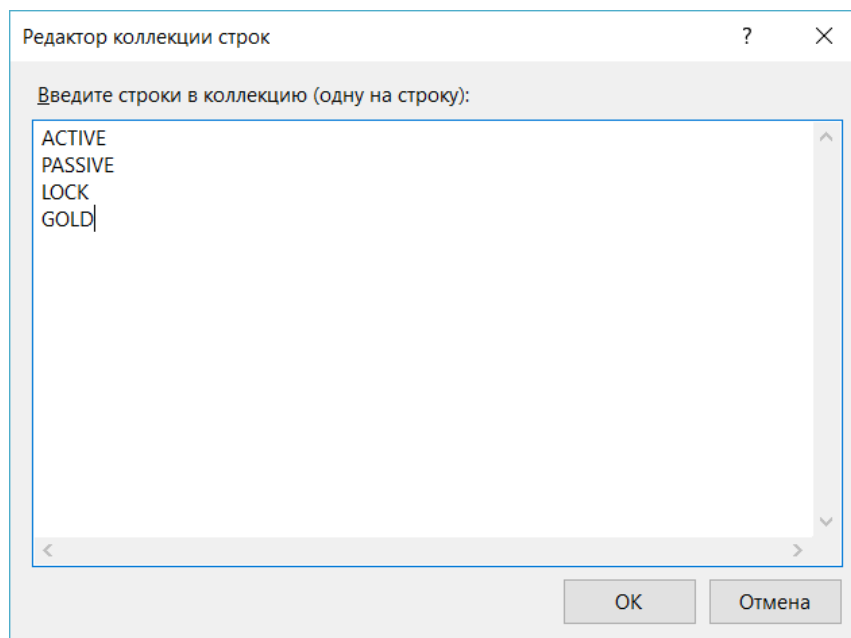 Редактор коллекции строк
Введите строки в коллекцию (одну на строку):
ACTIVE
PASSIVE
LOCK
GOLD
OK
Отмена